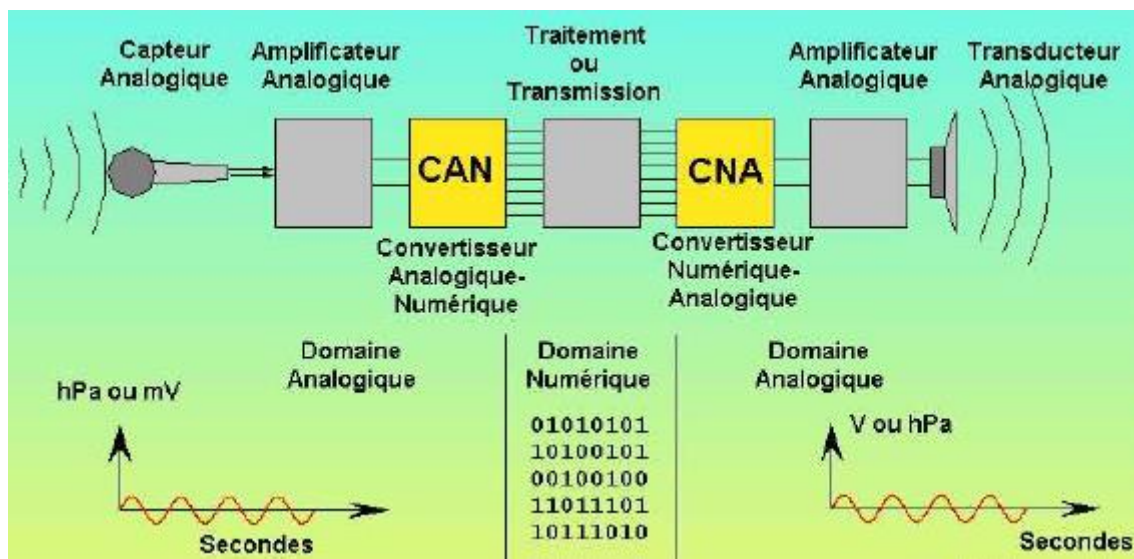 Capteur
Analogique
Amplificateur
Analogique
Traitement
ou
Transmission
Amplificateur
Analogique
Transducteur
Analogique
CAN
CNA
Convertisseur
Analogique-
Numérique
Convertisseur
Numérique-
Analogique
Domaine
Analogique
Domaine
Numérique
Domaine
Analogique
hPa ou mV
Secondes
01010101
10100101
00100100
11011101
10111010
V ou hPa
Secondes